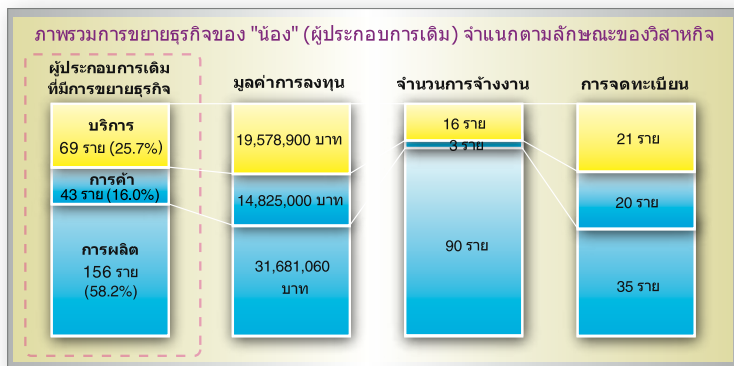 ภาพรวมการขยายธุรกิจของ "น้อง" (ผู้ประกอบการเดิม) จำแนกตามลักษณะของวิสาหกิจ
ผู้ประกอบการเดิม
ที่มีการขยายธุรกิจ
บริการ
69 ราย (25.7%)
การค้า
43 ราย (16.0%)
การผลิต
156 ราย
(58.2%)
มูลค่าการลงทุน
19,578,900 บาท
14,825,000 บาท
31,681,060
บาท
จำนวนการจ้างงาน
16 ราย
3 ราย
90 ราย
การจดทะเบียน
21 ราย
20 ราย
35 ราย